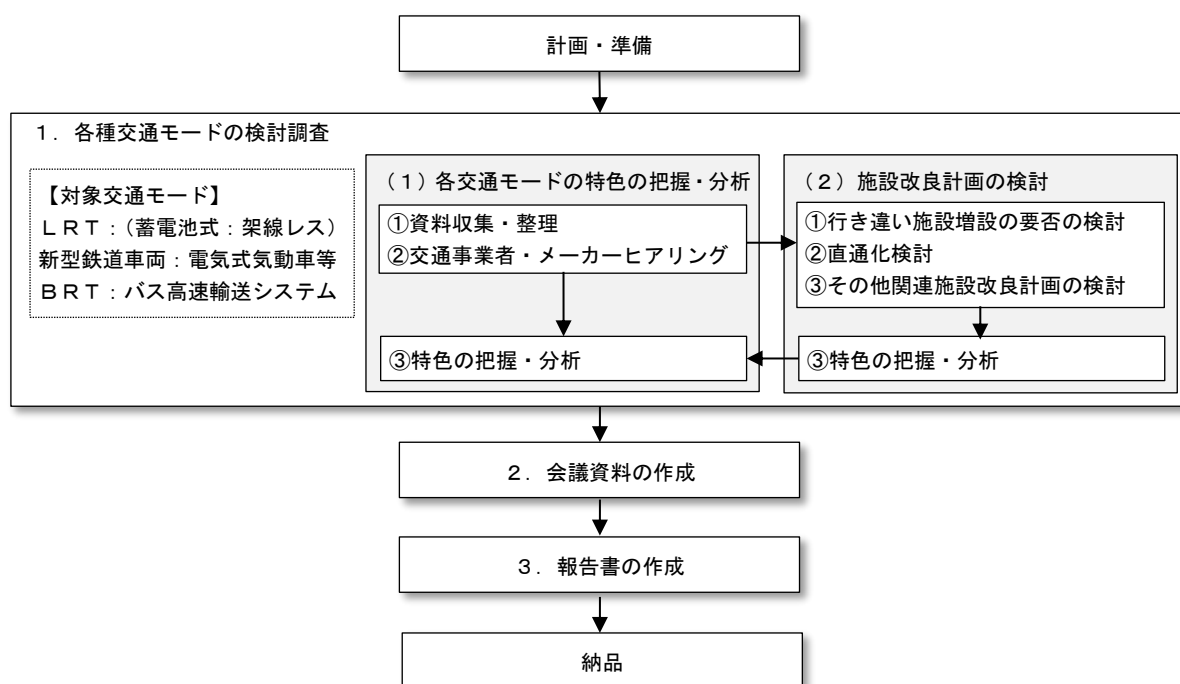 計画・準備
１．各種交通モードの検討調査
【対象交通モード】
ＬＲＴ：（蓄電池式：架線レス）
新型鉄道車両：電気式気動車等
ＢＲＴ：バス高速輸送システム
（１）各交通モードの特色の把握・分析
①資料収集・整理
②交通事業者・メーカーヒアリング
③特色の把握・分析
（２）施設改良計画の検討
①行き違い施設増設の要否の検討
②直通化検討
③その他関連施設改良計画の検討
③特色の把握・分析
２．会議資料の作成
３．報告書の作成
納品